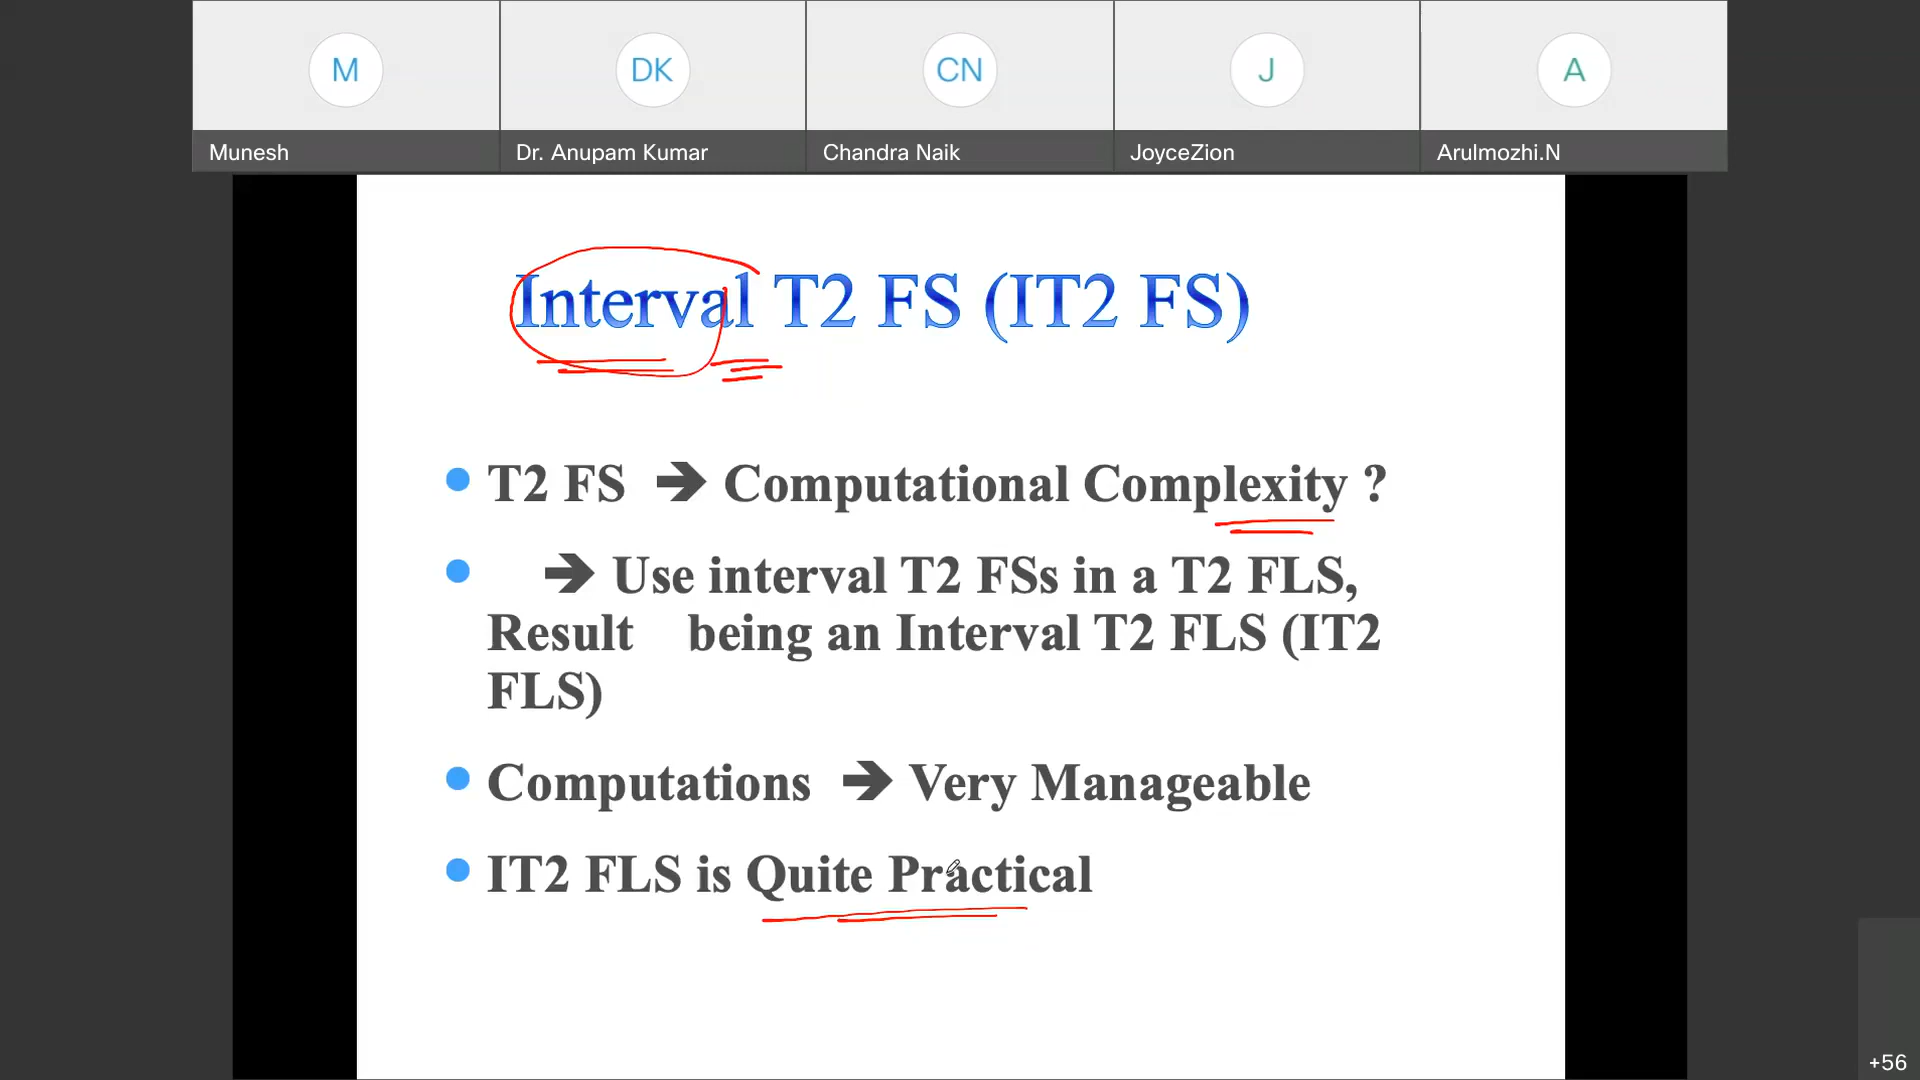 M
DK
CN
J
A
Munesh
Dr. Anupam Kumar
Chandra Naik
JoyceZion
Arulmozhi.N
Interval T2 FS (IT2 FS)
T2 FS ➔ Computational Complexity ?
➔ Use interval T2 FSs in a T2 FLS,
Result being an Interval T2 FLS (IT2
FLS)
Computations ➔ Very Manageable
IT2 FLS is Quite Practical
+56